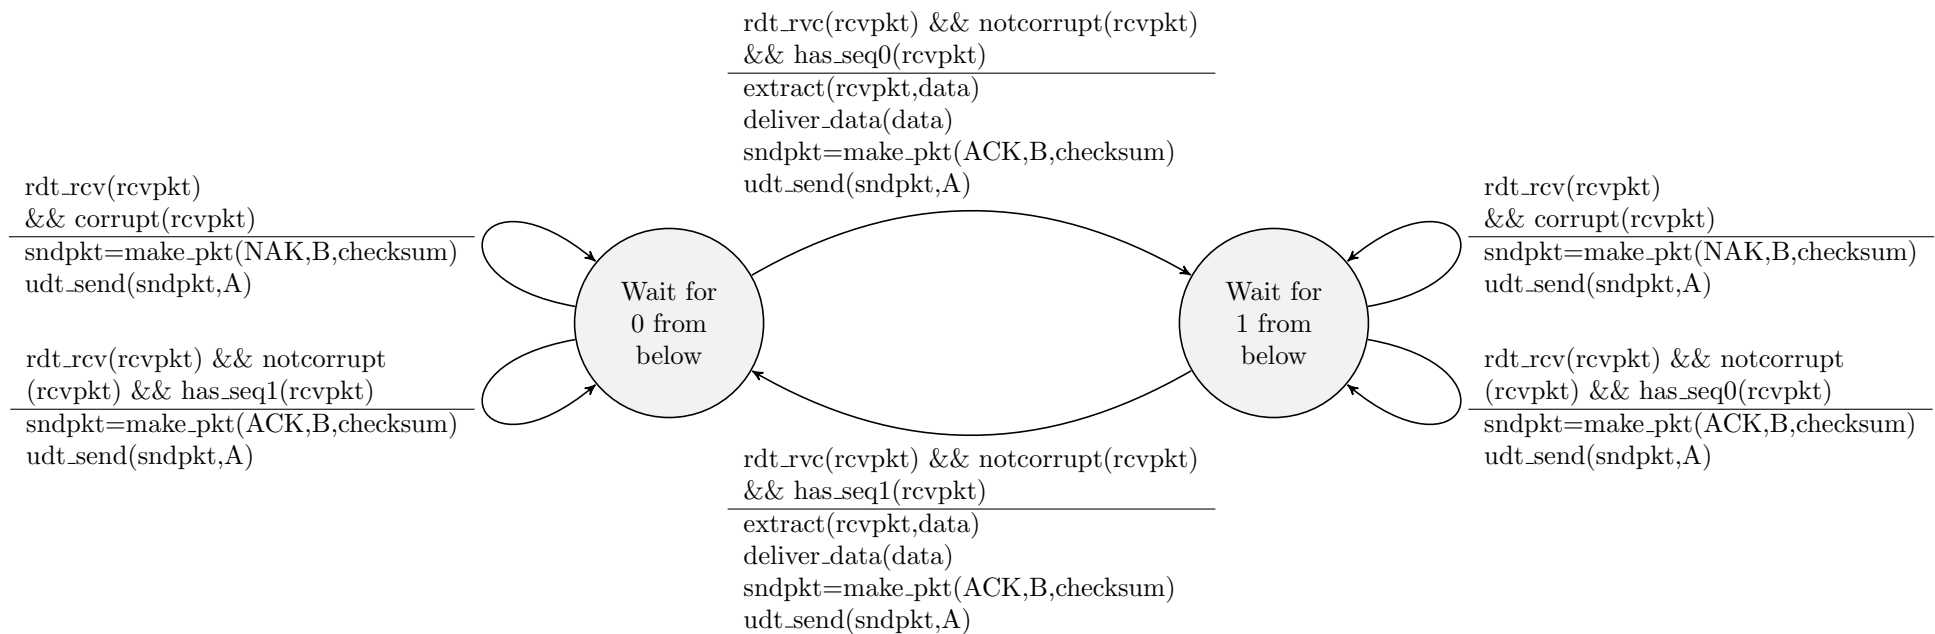 rdt_rvc(rcvpkt) && notcorrupt(rcvpkt)
&& has_seq0(rcvpkt)
extract(rcvpkt,data)
deliver_data(data)
sndpkt=make_pkt(ACK,B,checksum)
udt_send(sndpkt,A)
rdt_rcv(rcvpkt)
&& corrupt(rcvpkt)
sndpkt=make_pkt(NAK,B,checksum)
udt_send(sndpkt,A)
rdt_rcv(rcvpkt)
&& corrupt(rcvpkt)
sndpkt=make_pkt(NAK,B,checksum)
udt_send(sndpkt,A)
Wait for
0 from
below
Wait for
1 from
below
rdt_rcv(rcvpkt) && notcorrupt
(rcvpkt) && has_seq1(rcvpkt)
sndpkt=make_pkt(ACK,B,checksum)
udt_send(sndpkt,A)
rdt_rcv(rcvpkt) && notcorrupt
(rcvpkt) && has_seq0(rcvpkt)
sndpkt=make_pkt(ACK,B,checksum)
udt_send(sndpkt,A)
rdt_rvc(rcvpkt) && notcorrupt(rcvpkt)
&& has_seq1(rcvpkt)
extract(rcvpkt,data)
deliver_data(data)
sndpkt=make_pkt(ACK,B,checksum)
udt_send(sndpkt,A)